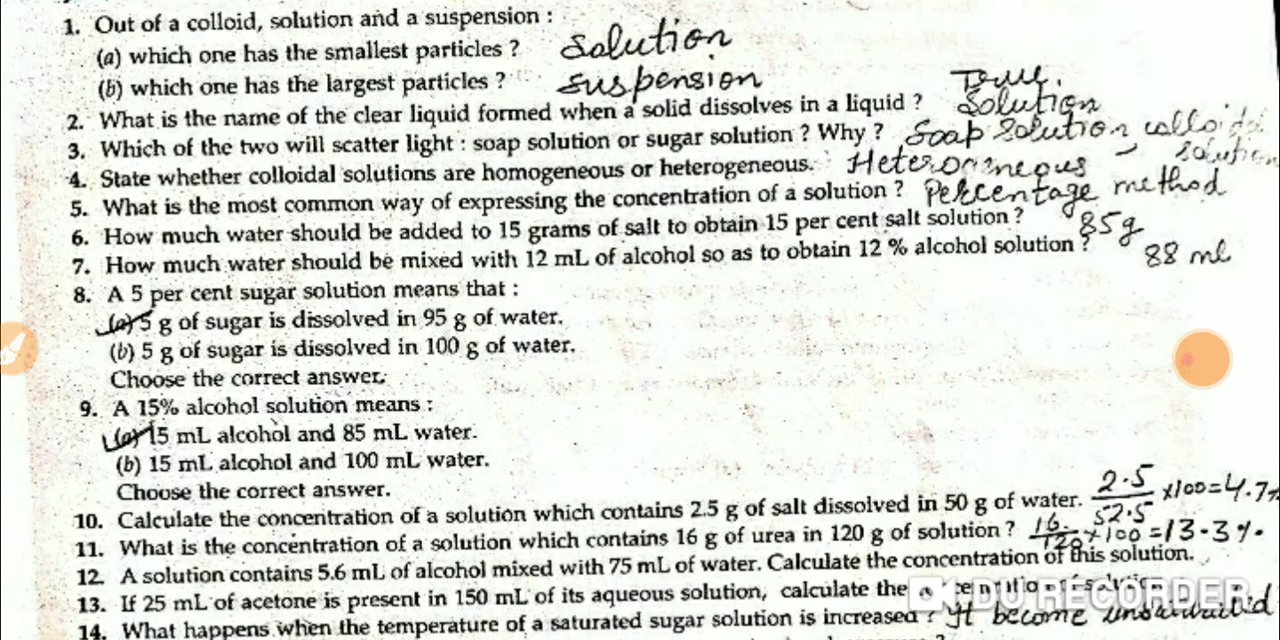 1. Out of a colloid, solution and a suspension :
(a) which one has the smallest particles ? Solution
(b) which one has the largest particles ? suspension
2. What is the name of the clear liquid formed when a solid dissolves in a liquid ? True Solution
3. Which of the two will scatter light : soap solution or sugar solution ? Why ? Soap Solution, colloidal solution
4. State whether colloidal solutions are homogeneous or heterogeneous. Heterogeneous
5. What is the most common way of expressing the concentration of a solution ? Percentage method
6. How much water should be added to 15 grams of salt to obtain 15 per cent salt solution ? 85g
7. How much water should be mixed with 12 mL of alcohol so as to obtain 12 % alcohol solution ? 88 ml
8. A 5 per cent sugar solution means that :
(a) 5 g of sugar is dissolved in 95 g of water.
(b) 5 g of sugar is dissolved in 100 g of water.
Choose the correct answer.
9. A 15% alcohol solution means :
(a) 15 mL alcohol and 85 mL water.
(b) 15 mL alcohol and 100 mL water.
Choose the correct answer.
10. Calculate the concentration of a solution which contains 2.5 g of salt dissolved in 50 g of water. 2.5/52.5 ×100=4.7%
11. What is the concentration of a solution which contains 16 g of urea in 120 g of solution ? 16/120 ×100 =13.3%
12. A solution contains 5.6 mL of alcohol mixed with 75 mL of water. Calculate the concentration of this solution.
13. If 25 mL of acetone is present in 150 mL of its aqueous solution, calculate the
DU RECORDER
14. What happens when the temperature of a saturated sugar solution is increased ? It become unsaturated